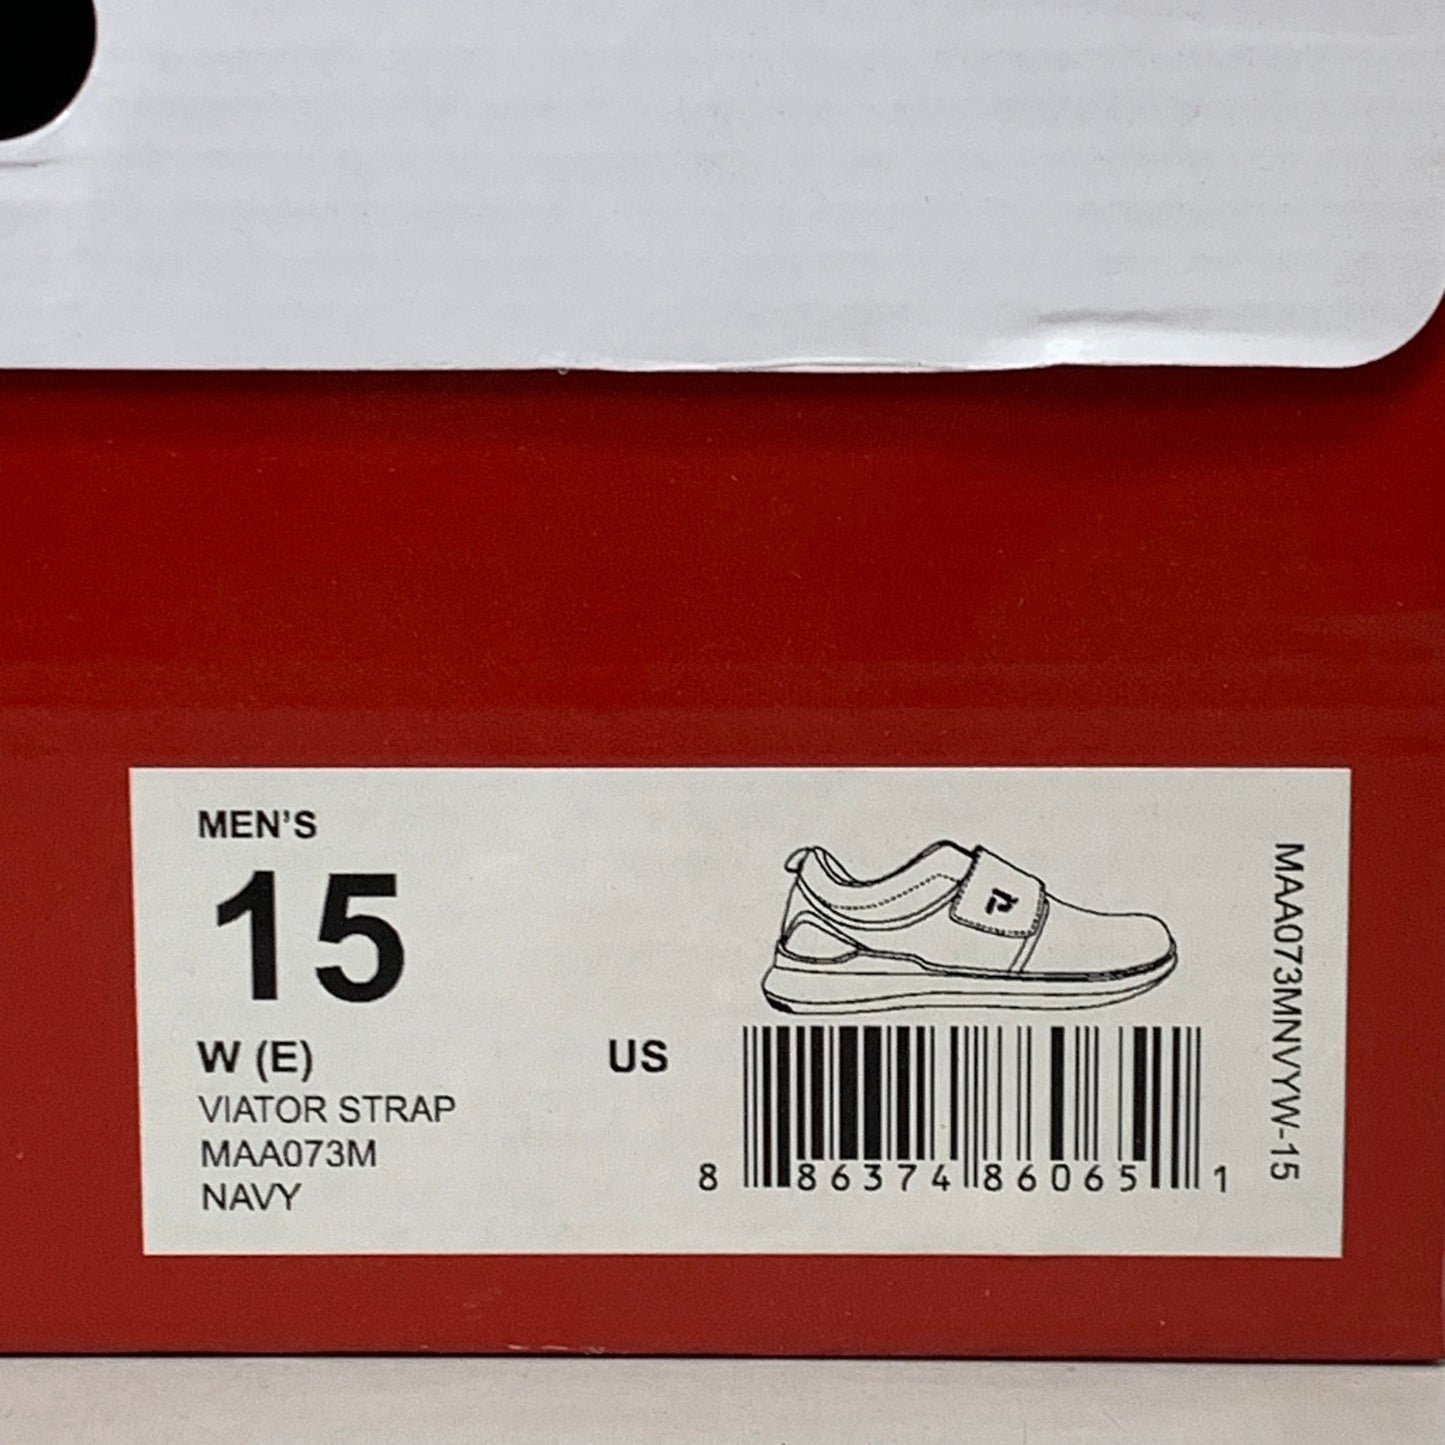 MEN'S
15
W (E) US
VIATOR STRAP
MAA073M
NAVY
8 86374 86065 1
MAA073MNVYW-15